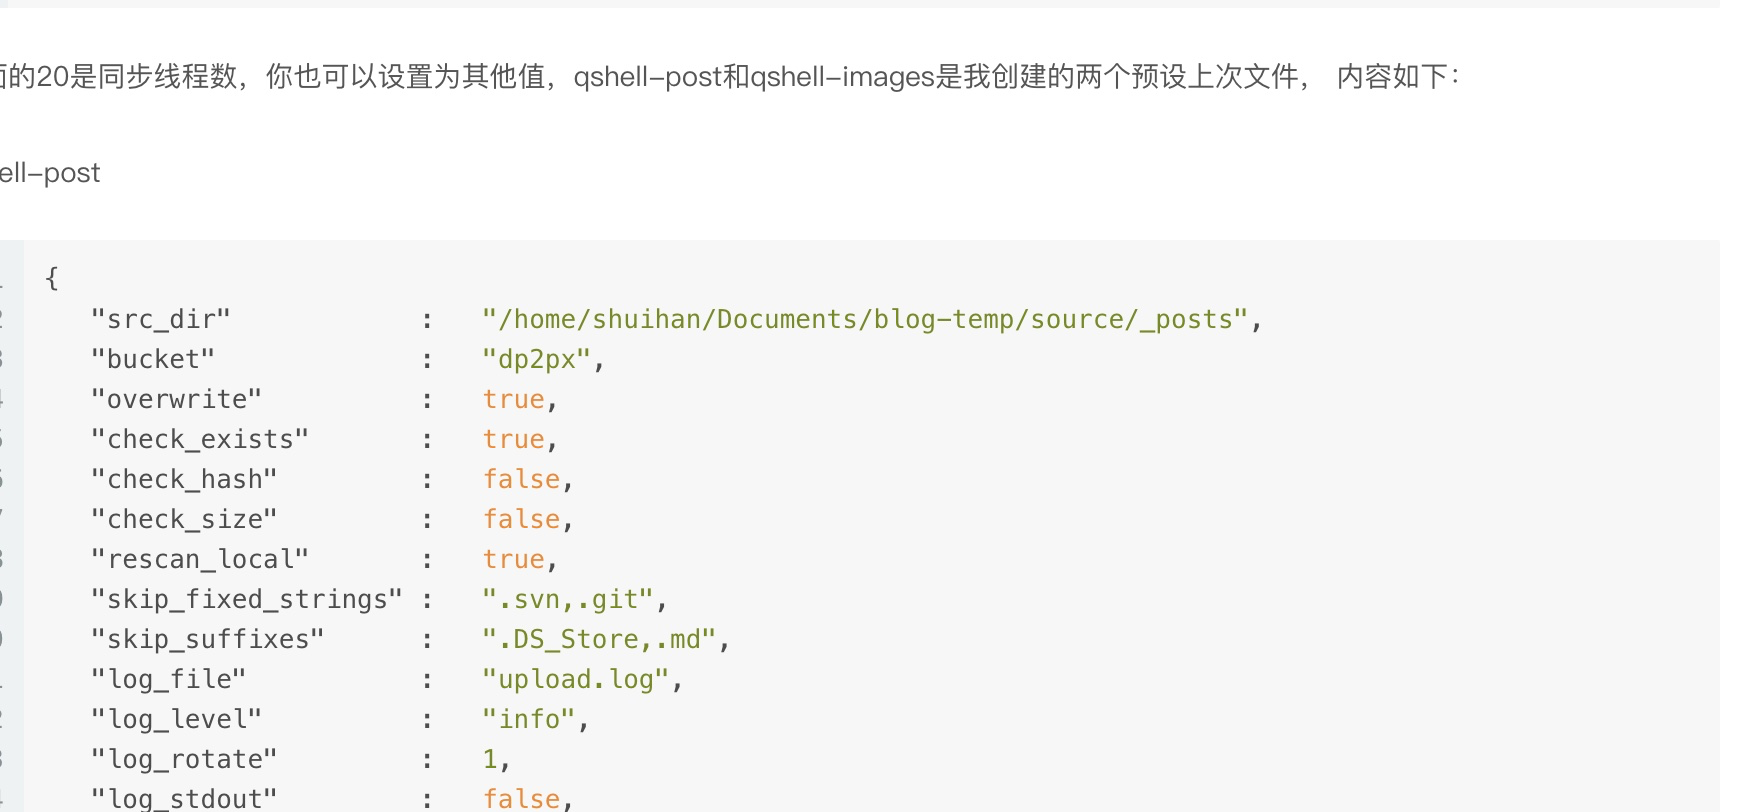 的20是同步线程数，你也可以设置为其他值，qshell-post和qshell-images是我创建的两个预设上次文件， 内容如下：
ell-post
{
"src_dir" : "/home/shuihan/Documents/blog-temp/source/_posts",
"bucket" : "dp2px",
"overwrite" : true,
"check_exists" : true,
"check_hash" : false,
"check_size" : false,
"rescan_local" : true,
"skip_fixed_strings" : ".svn,.git",
"skip_suffixes" : ".DS_Store,.md",
"log_file" : "upload.log",
"log_level" : "info",
"log_rotate" : 1,
"log_stdout" : false,